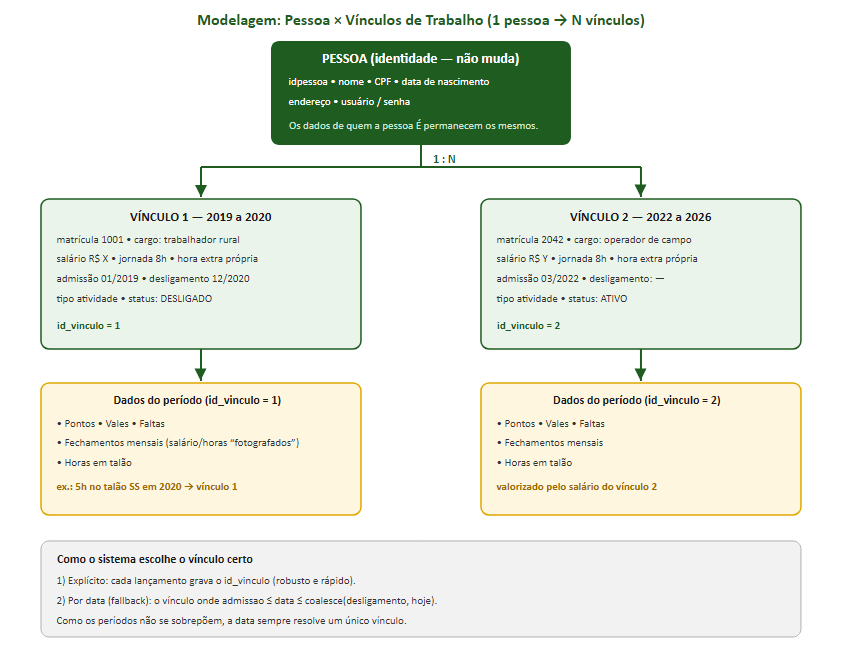 Modelagem: Pessoa × Vínculos de Trabalho (1 pessoa → N vínculos)
PESSOA (identidade — não muda)
idpessoa • nome • CPF • data de nascimento
endereço • usuário / senha
Os dados de quem a pessoa É permanecem os mesmos.
1 : N
VÍNCULO 1 — 2019 a 2020
matrícula 1001 • cargo: trabalhador rural
salário R$ X • jornada 8h • hora extra própria
admissão 01/2019 • desligamento 12/2020
tipo atividade • status: DESLIGADO
id_vinculo = 1
VÍNCULO 2 — 2022 a 2026
matrícula 2042 • cargo: operador de campo
salário R$ Y • jornada 8h • hora extra própria
admissão 03/2022 • desligamento: —
tipo atividade • status: ATIVO
id_vinculo = 2
Dados do período (id_vinculo = 1)
• Pontos • Vales • Faltas
• Fechamentos mensais (salário/horas “fotografados”)
• Horas em talão
ex.: 5h no talão SS em 2020 → vínculo 1
Dados do período (id_vinculo = 2)
• Pontos • Vales • Faltas
• Fechamentos mensais
• Horas em talão
valorizado pelo salário do vínculo 2
Como o sistema escolhe o vínculo certo
1) Explícito: cada lançamento grava o id_vinculo (robusto e rápido).
2) Por data (fallback): o vínculo onde admissao ≤ data ≤ coalesce(desligamento, hoje).
Como os períodos não se sobrepõem, a data sempre resolve um único vínculo.